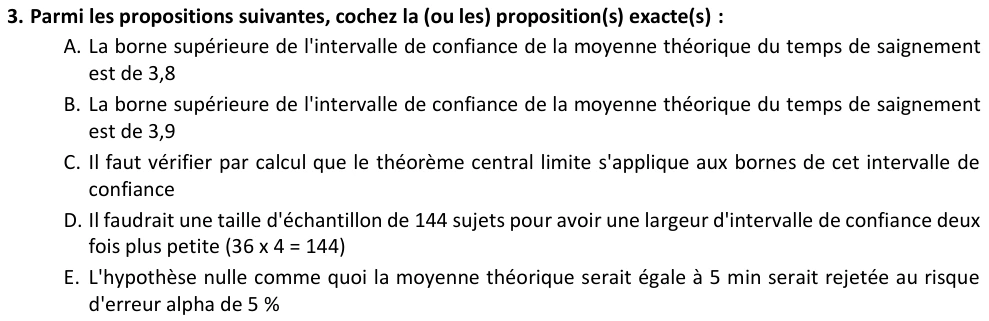 3. Parmi les propositions suivantes, cochez la (ou les) proposition(s) exacte(s) :
A. La borne supérieure de l'intervalle de confiance de la moyenne théorique du temps de saignement
est de 3,8
B. La borne supérieure de l'intervalle de confiance de la moyenne théorique du temps de saignement
est de 3,9
C. Il faut vérifier par calcul que le théorème central limite s'applique aux bornes de cet intervalle de
confiance
D. Il faudrait une taille d'échantillon de 144 sujets pour avoir une largeur d'intervalle de confiance deux
fois plus petite (36 x 4 = 144)
E. L'hypothèse nulle comme quoi la moyenne théorique serait égale à 5 min serait rejetée au risque
d'erreur alpha de 5 %